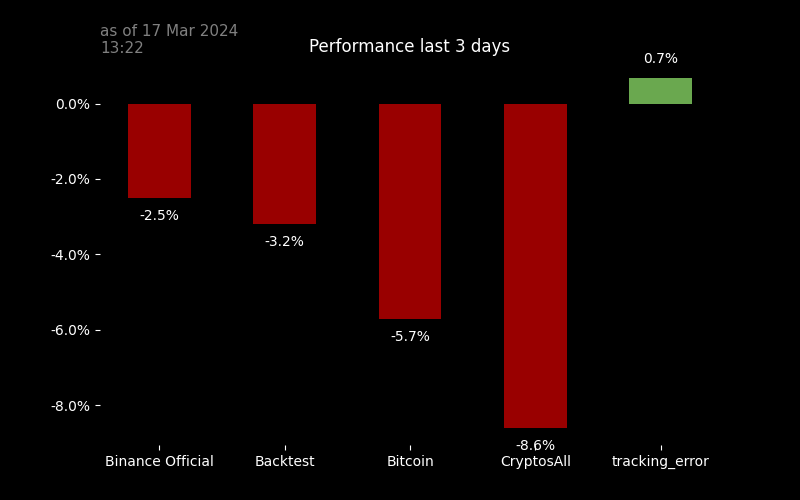 as of 17 Mar 2024
13:22
Performance last 3 days
0.7%
0.0%
-2.0%
-4.0%
-6.0%
-8.0%
-2.5%
-3.2%
-5.7%
-8.6%
Binance Official
Backtest
Bitcoin
CryptosAll
tracking_error